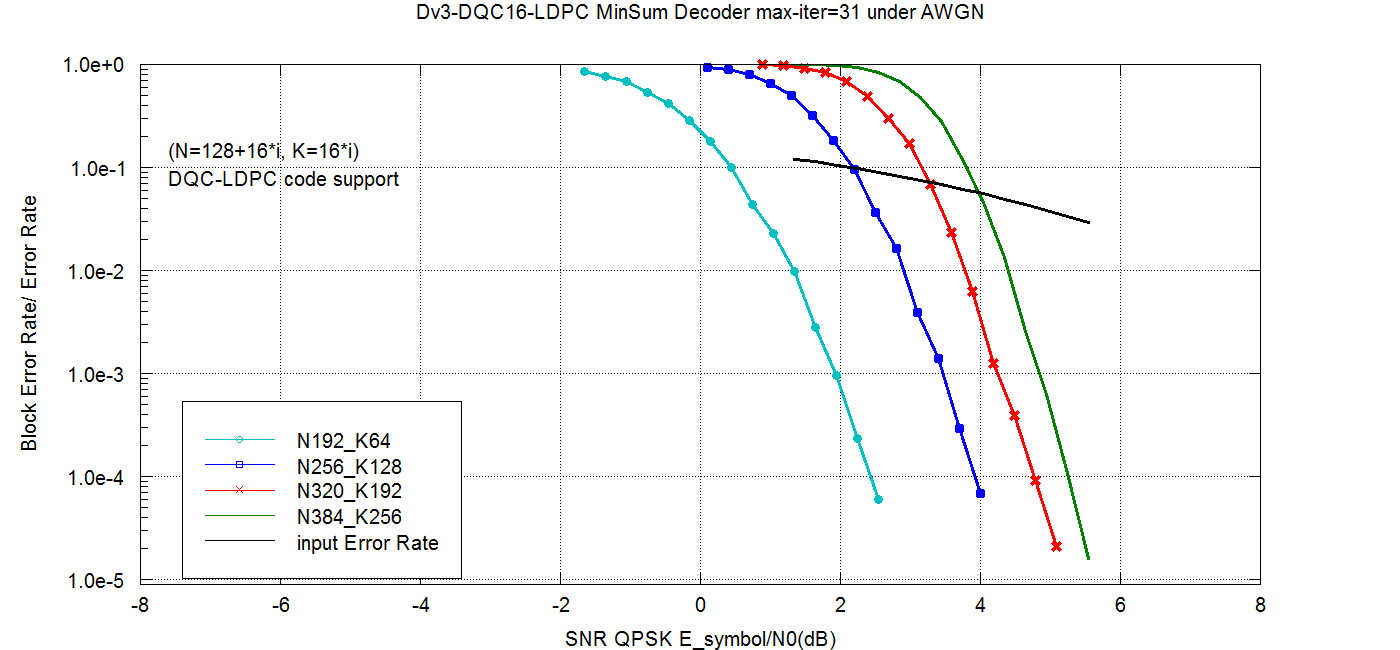 Dv3-DQC16-LDPC MinSum Decoder max-iter=31 under AWGN
1.0e+0
(N=128+16*i, K=16*i)
1.0e-1
DQC-LDPC code support
Block Error Rate/ Error Rate
1.0e-2
1.0e-3
N192_K64
N256_K128
1.0e-4
N320_K192
N384_K256
input Error Rate
1.0e-5
-8 -6 -4 -2 0 2 4 6 8
SNR QPSK E_symbol/N0(dB)